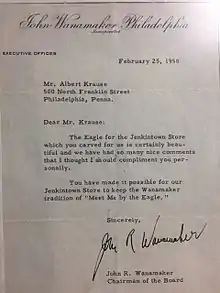 John Wanamaker Philadelphia
Incorporated
EXECUTIVE OFFICES
February 25, 1958
Mr. Albert Krause
560 North Franklin Street
Philadelphia, Penna.
Dear Mr. Krause:
The Eagle for the Jenkintown Store
which you carved for us is certainly beau-
tiful and we have had so many nice comments
that I thought I should compliment you per-
sonally.
You have made it possible for our
Jenkintown Store to keep the Wanamaker
tradition of "Meet Me by the Eagle."
Sincerely,
John R Wanamaker
John R. Wanamaker
Chairman of the Board